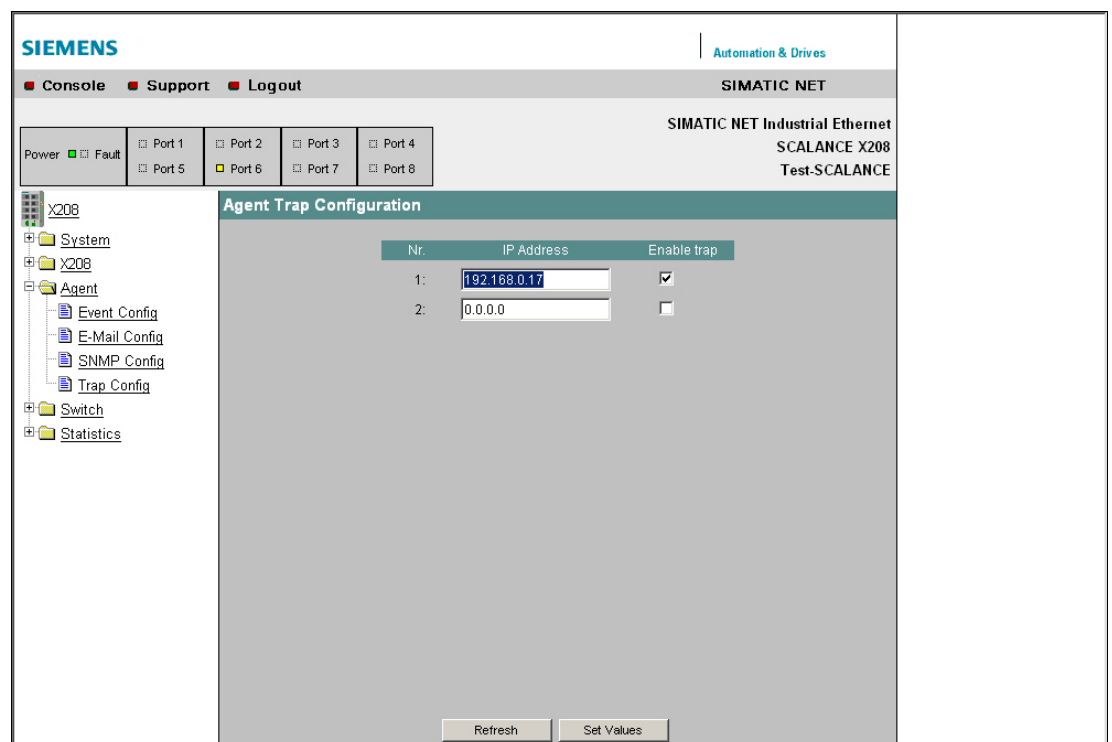 SIEMENS
Automation & Drives
Console Support Logout SIMATIC NET
SIMATIC NET Industrial Ethernet
SCALANCE X208
Test-SCALANCE
Power Fault Port 1 Port 2 Port 3 Port 4
Port 5 Port 6 Port 7 Port 8
X208
System
X208
Agent
Event Config
E-Mail Config
SNMP Config
Trap Config
Switch
Statistics
Agent Trap Configuration
Nr. IP Address Enable trap
1: 192.168.0.17
2: 0.0.0.0
Refresh Set Values